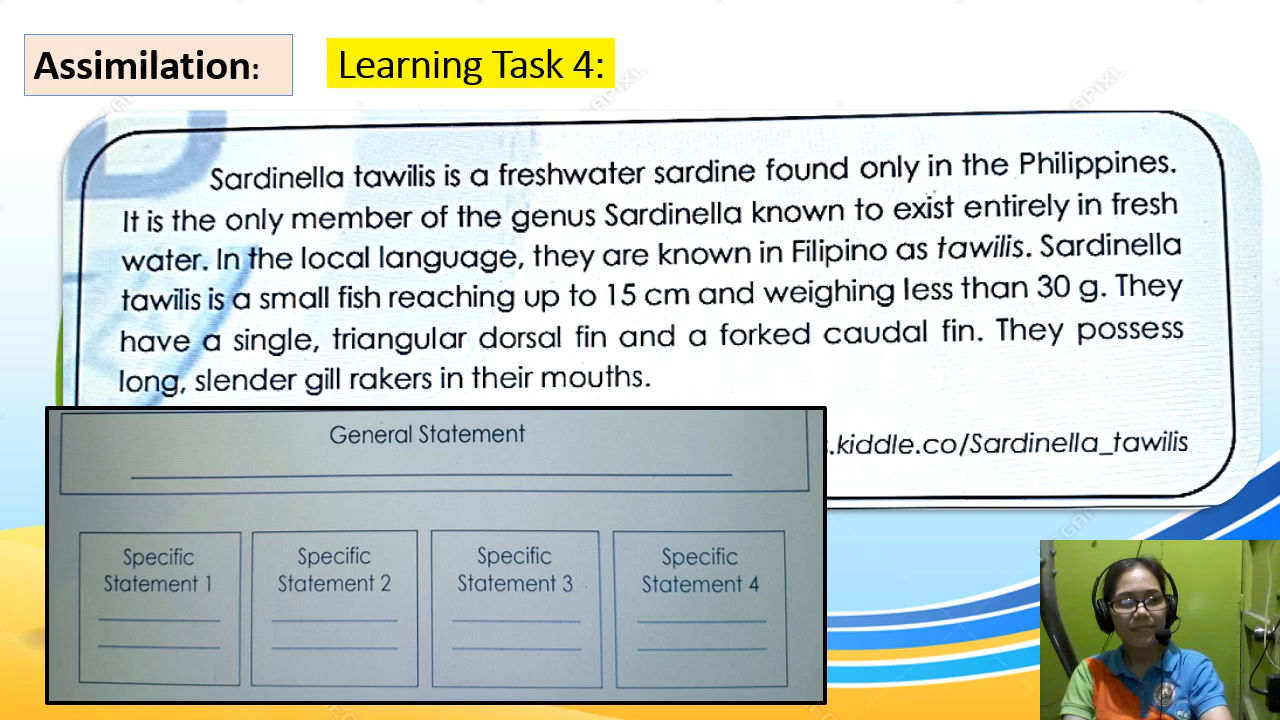 Assimilation:
Learning Task 4:
Sardinella tawilis is a freshwater sardine found only in the Philippines.
It is the only member of the genus Sardinella known to exist entirely in fresh
water. In the local language, they are known in Filipino as tawilis. Sardinella
tawilis is a small fish reaching up to 15 cm and weighing less than 30 g. They
have a single, triangular dorsal fin and a forked caudal fin. They possess
long, slender gill rakers in their mouths.
.kiddle.co/Sardinella_tawilis
General Statement
Specific
Statement 1
Specific
Statement 2
Specific
Statement 3
Specific
Statement 4